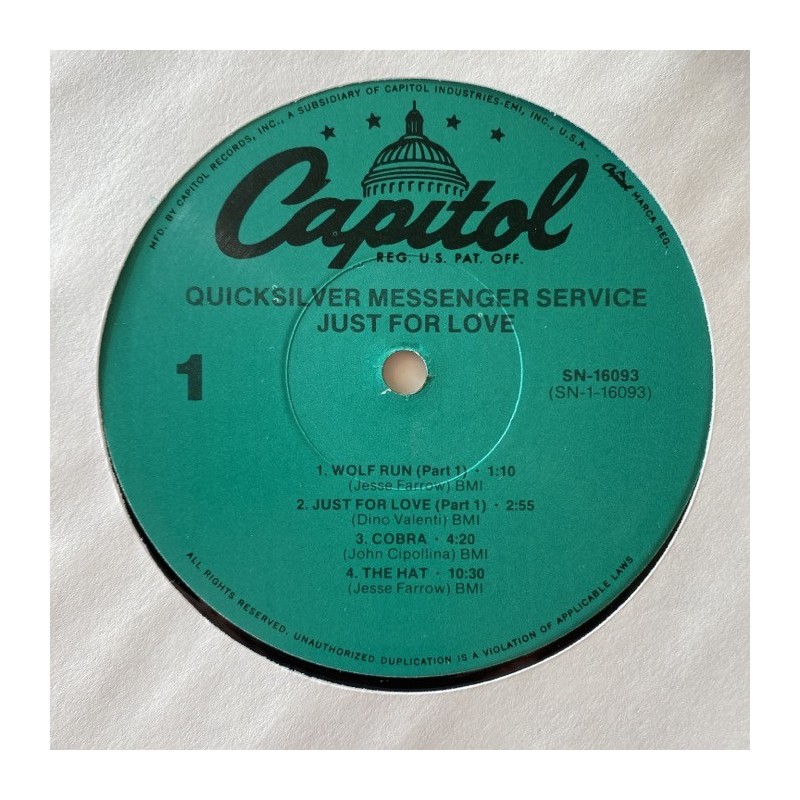 MFD. BY CAPITOL RECORDS, INC., A SUBSIDIARY OF CAPITOL INDUSTRIES-EMI, INC., U.S.A.
Capitol MARCA REG.
Capitol
REG. U.S. PAT. OFF.
QUICKSILVER MESSENGER SERVICE
JUST FOR LOVE
1
SN-16093
(SN-1-16093)
1. WOLF RUN (Part 1) · 1:10
(Jesse Farrow) BMI
2. JUST FOR LOVE (Part 1) · 2:55
(Dino Valenti) BMI
3. COBRA · 4:20
(John Cipollina) BMI
4. THE HAT · 10:30
(Jesse Farrow) BMI
ALL RIGHTS RESERVED. UNAUTHORIZED DUPLICATION IS A VIOLATION OF APPLICABLE LAWS